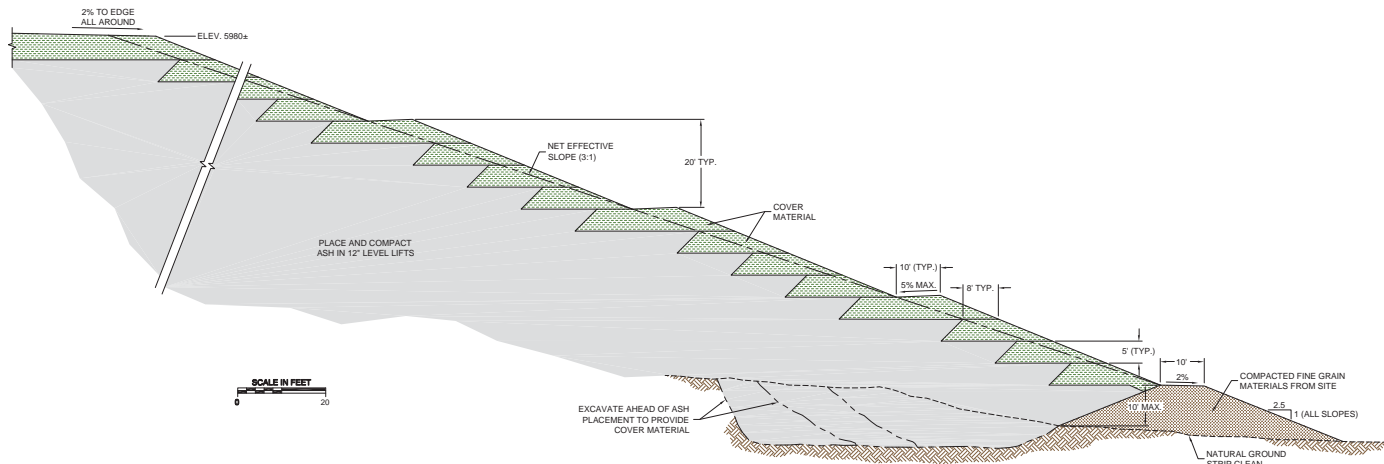 2% TO EDGE
ALL AROUND
ELEV. 5980±
NET EFFECTIVE
SLOPE (3:1)
20' TYP.
COVER
MATERIAL
PLACE AND COMPACT
ASH IN 12" LEVEL LIFTS
10' (TYP.)
5% MAX.
8' TYP.
5' (TYP.)
10'
2%
SCALE IN FEET
0
20
COMPACTED FINE GRAIN
MATERIALS FROM SITE
10' MAX.
2.5
1 (ALL SLOPES)
EXCAVATE AHEAD OF ASH
PLACEMENT TO PROVIDE
COVER MATERIAL
NATURAL GROUND
STRIP CLEAN